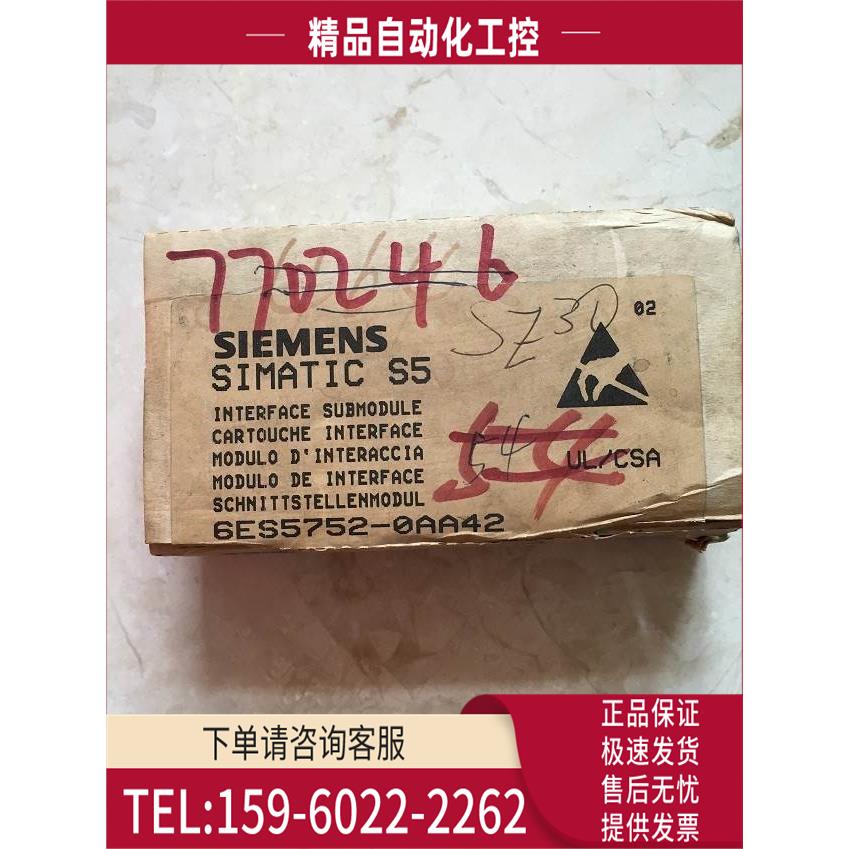 精品自动化工控
770246
SZ30
02
SIEMENS
SIMATIC S5
INTERFACE SUBMODULE
CARTOUCHE INTERFACE
MODULO D'INTERACCIA
MODULO DE INTERFACE
SCHNITTSTELLENMODUL
54
UL/CSA
6ES5752-0AA42
下单请咨询客服
TEL:159-6022-2262
正品保证
极速发货
售后无忧
提供发票